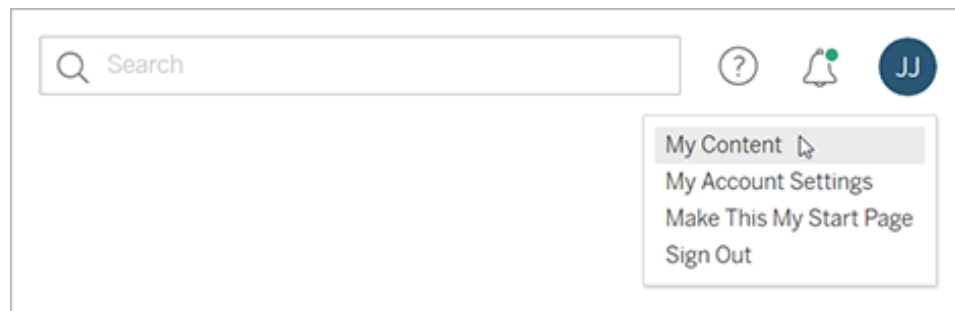 Search
?
JJ
My Content
My Account Settings
Make This My Start Page
Sign Out